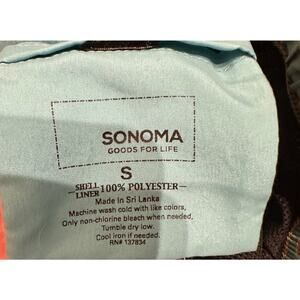 SONOMA
GOODS FOR LIFE
S
SHELL
LINER 100% POLYESTER
Made in Sri Lanka
Machine wash cold with like colors,
Only non-chlorine bleach when needed,
Tumble dry low.
Cool iron if needed.
RN# 137834